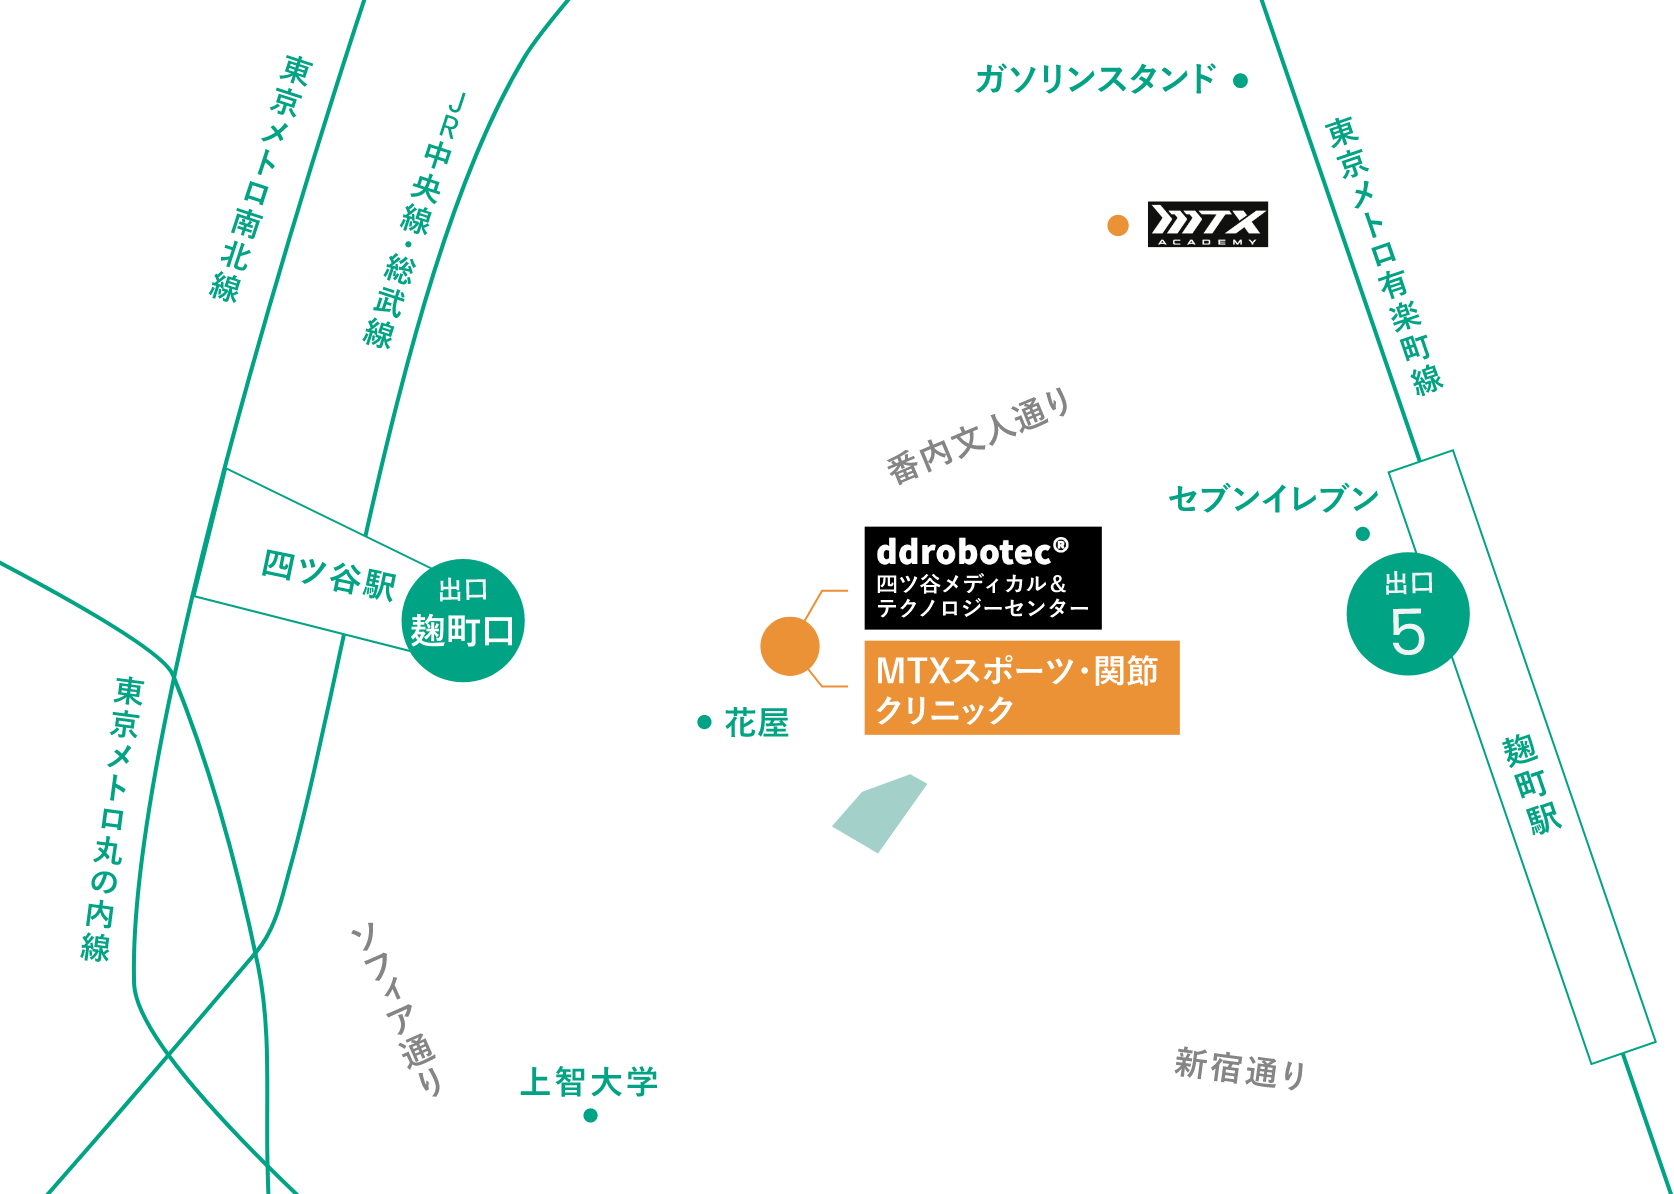 東京メトロ南北線
JR中央線・総武線
ガソリンスタンド
東京メトロ有楽町線
MTX
ACADEMY
番内文人通り
セブンイレブン
四ツ谷駅
出口
麹町口
ddrobotec®
四ツ谷メディカル&
テクノロジーセンター
出口
5
MTXスポーツ・関節
クリニック
花屋
東京メトロ丸の内線
麹町駅
ソフィア通り
上智大学
新宿通り